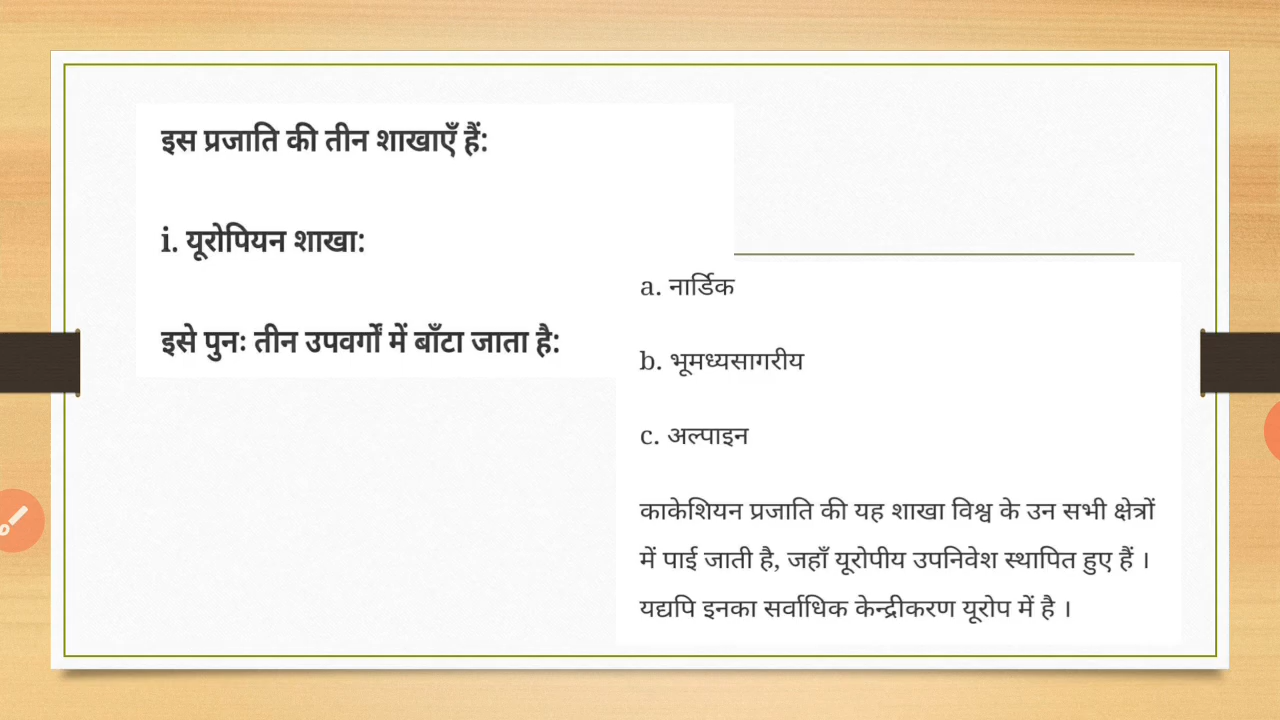 इस प्रजाति की तीन शाखाएँ हैं:
i. यूरोपियन शाखा:
इसे पुनः तीन उपवर्गों में बाँटा जाता है:
a. नार्डिक
b. भूमध्यसागरीय
c. अल्पाइन
काकेशियन प्रजाति की यह शाखा विश्व के उन सभी क्षेत्रों
में पाई जाती है, जहाँ यूरोपीय उपनिवेश स्थापित हुए हैं ।
यद्यपि इनका सर्वाधिक केन्द्रीकरण यूरोप में है ।